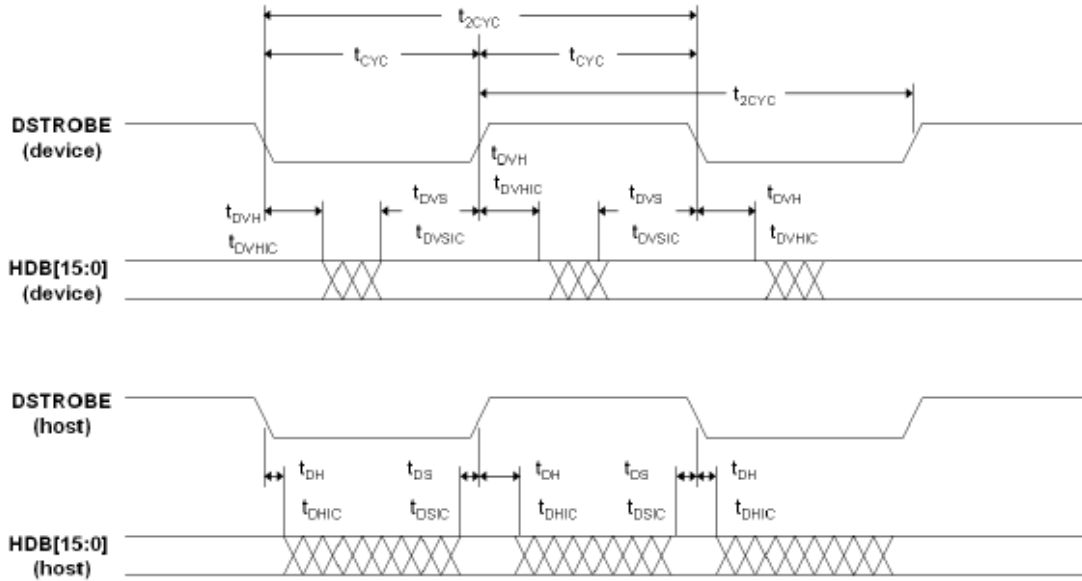 t2CYC
tCYC tCYC
t2CYC
DSTROBE
(device)
tDVH
tDVHIC
tDVS
tDVS
tDVH
tDVH
tDVHIC
tDVSIC
tDVSIC
tDVHIC
HDB[15:0]
(device)
DSTROBE
(host)
tDH tDS tDH tDS tDH
tDHIC tDSIC tDHIC tDSIC tDHIC
HDB[15:0]
(host)